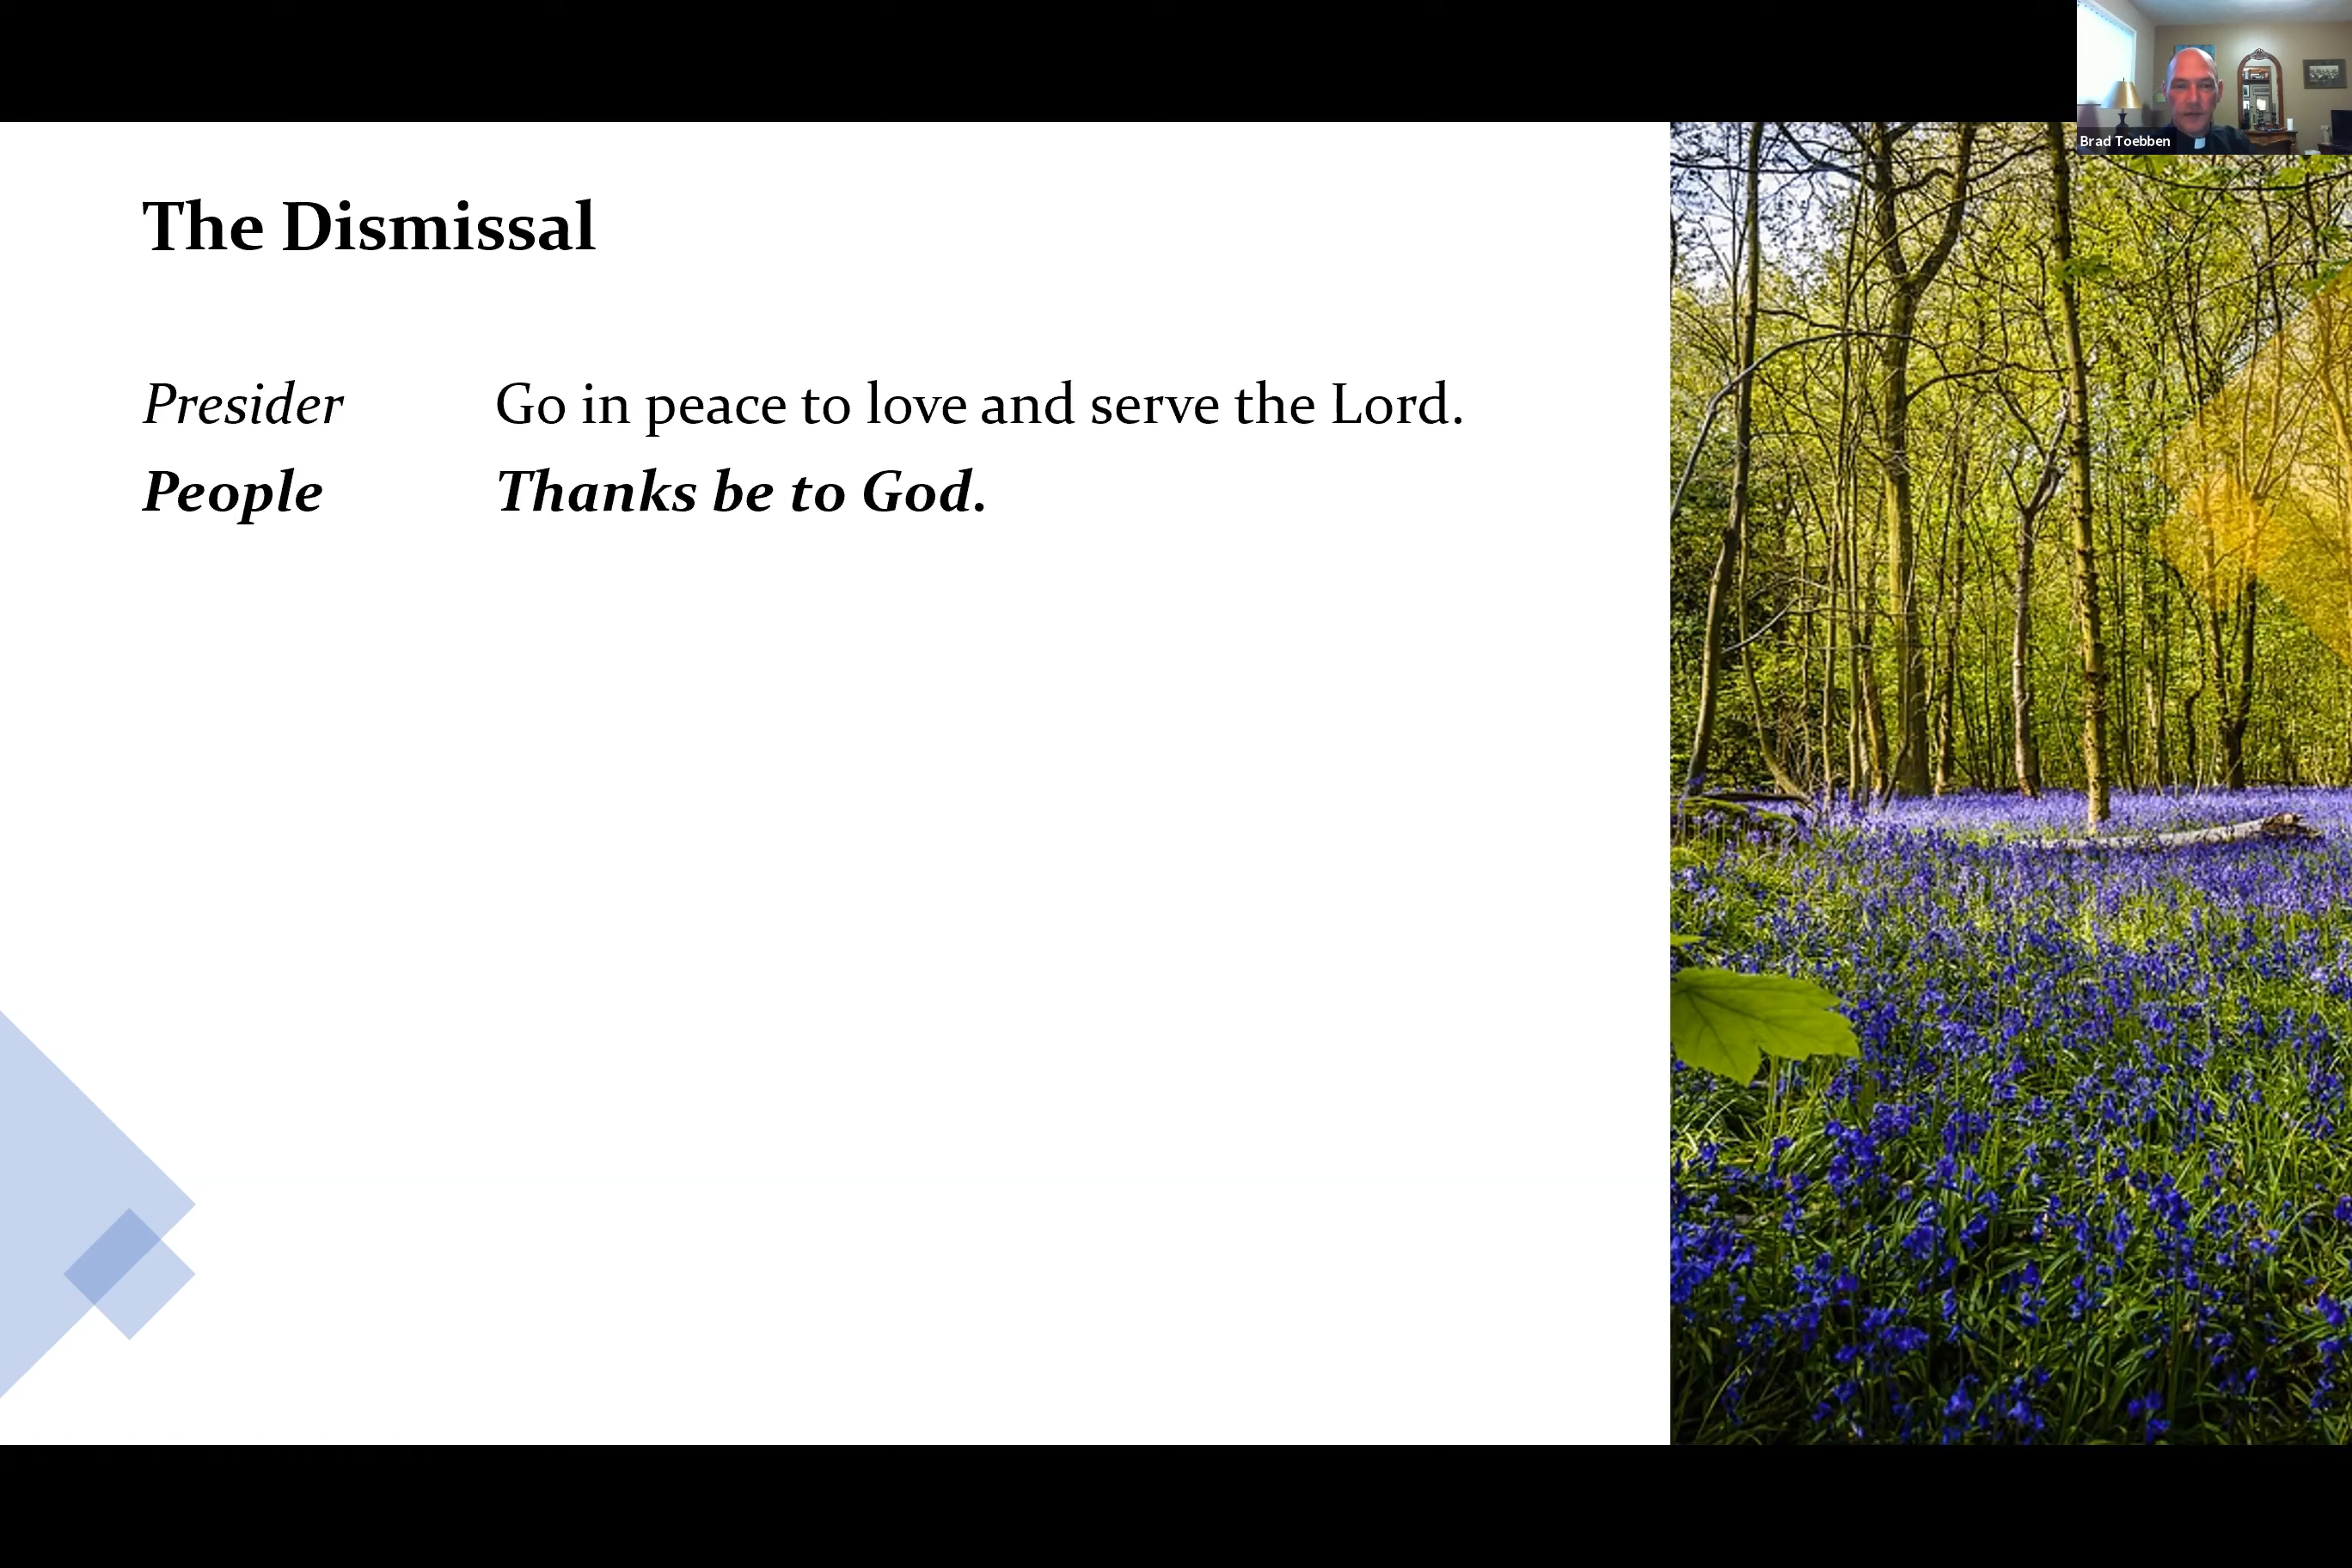 Brad Toebben
The Dismissal
Presider Go in peace to love and serve the Lord.
People Thanks be to God.